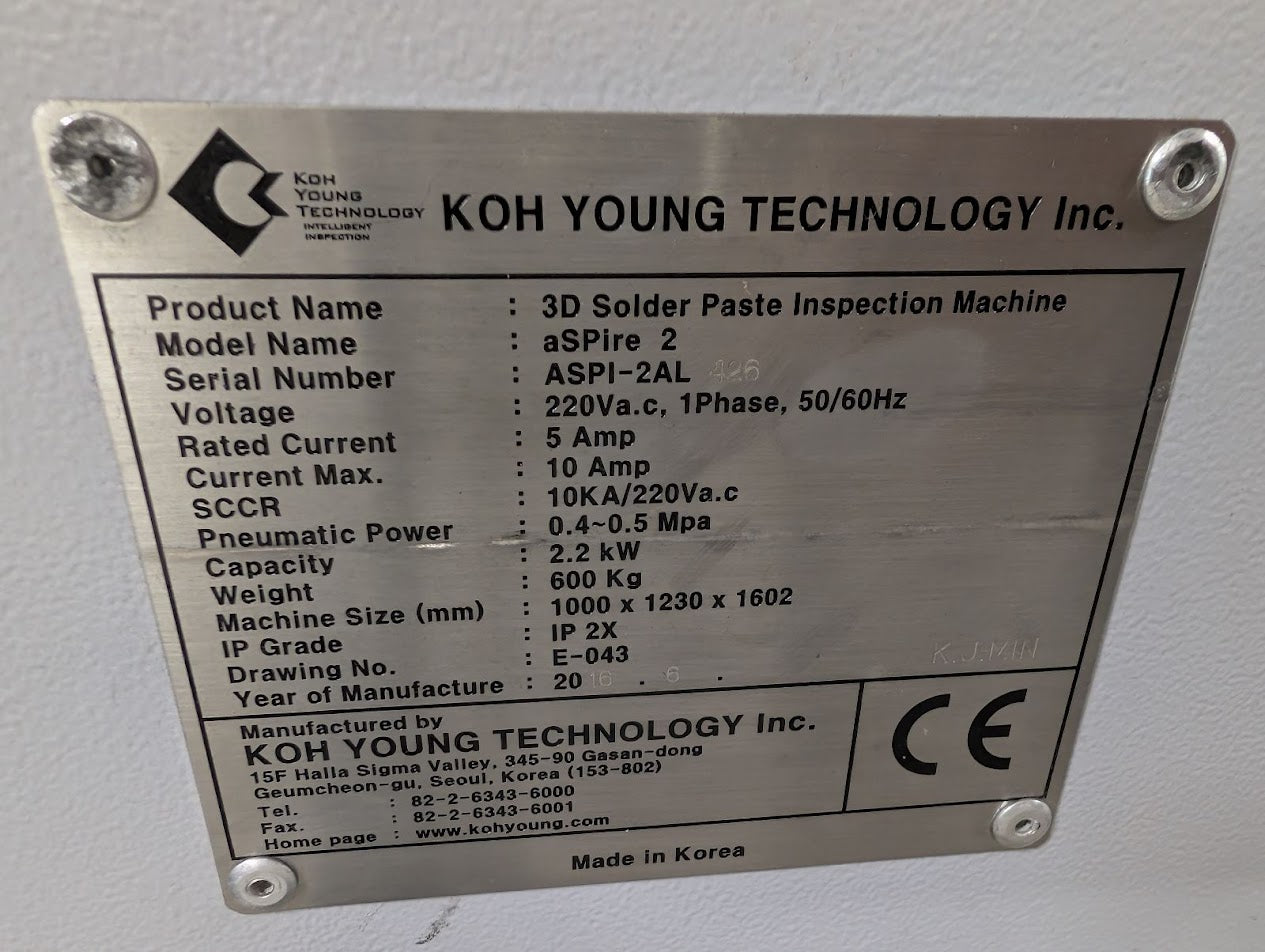 KOH
YOUNG
TECHNOLOGY
INTELLIGENT
INSPECTION
KOH YOUNG TECHNOLOGY Inc.
Product Name : 3D Solder Paste Inspection Machine
Model Name : aSPire 2
Serial Number : ASPI-2AL 426
Voltage : 220Va.c, 1Phase, 50/60Hz
Rated Current : 5 Amp
Current Max. : 10 Amp
SCCR : 10KA/220Va.c
Pneumatic Power : 0.4~0.5 Mpa
Capacity : 2.2 kW
Weight : 600 Kg
Machine Size (mm) : 1000 x 1230 x 1602
IP Grade : IP 2X
Drawing No. : E-043
K.J.MIN
Year of Manufacture : 2016 . 6 .
Manufactured by
KOH YOUNG TECHNOLOGY Inc.
15F Halla Sigma Valley, 345-90 Gasan-dong
Geumcheon-gu, Seoul, Korea (153-802)
Tel. : 82-2-6343-6000
Fax. : 82-2-6343-6001
Home page : www.kohyoung.com
CE
Made in Korea